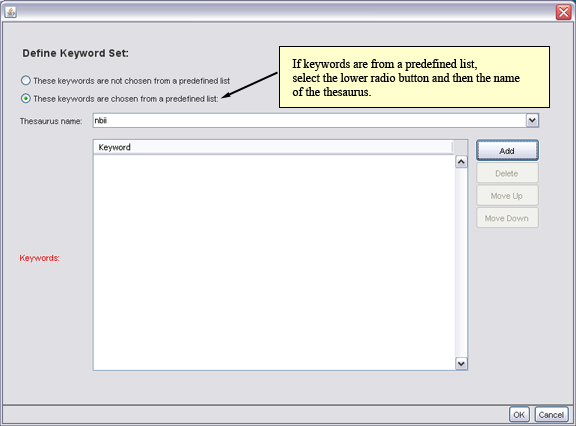 Define Keyword Set:
If keywords are from a predefined list,
select the lower radio button and then the name
of the thesaurus.
These keywords are not chosen from a predefined list
These keywords are chosen from a predefined list:
Thesaurus name:
nbii
Keyword
Add
Delete
Move Up
Move Down
Keywords:
OK
Cancel